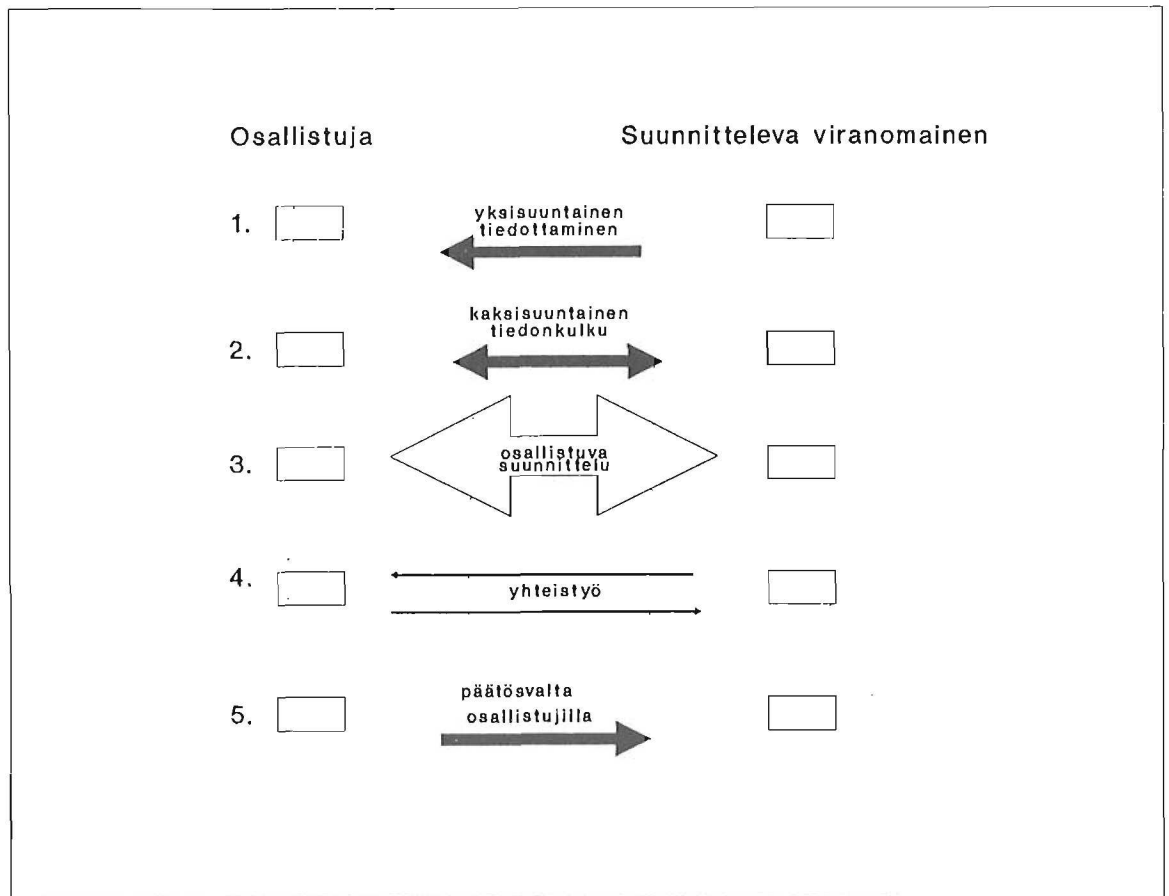 Osallistuja Suunnitteleva viranomainen
1. yksisuuntainen
tiedottaminen
2. kaksisuuntainen
tiedonkulku
3. osallistuva
suunnittelu
4. yhteistyö
5. päätösvalta
osallistujilla